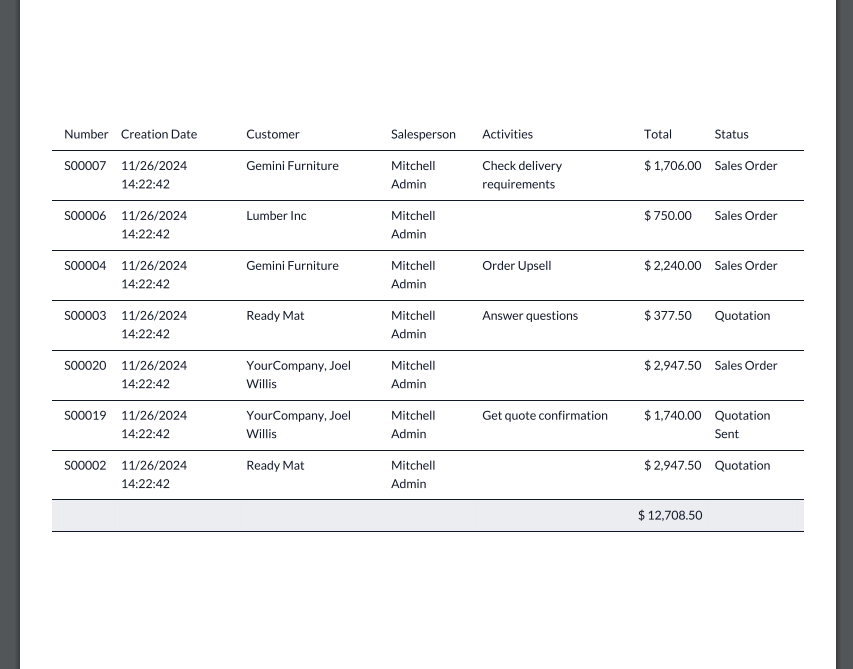 Number Creation Date Customer Salesperson Activities Total Status
S00007 11/26/2024 Gemini Furniture Mitchell Check delivery $ 1,706.00 Sales Order
14:22:42 Admin requirements
S00006 11/26/2024 Lumber Inc Mitchell $ 750.00 Sales Order
14:22:42 Admin
S00004 11/26/2024 Gemini Furniture Mitchell Order Upsell $ 2,240.00 Sales Order
14:22:42 Admin
S00003 11/26/2024 Ready Mat Mitchell Answer questions $ 377.50 Quotation
14:22:42 Admin
S00020 11/26/2024 YourCompany, Joel Mitchell $ 2,947.50 Sales Order
14:22:42 Willis Admin
S00019 11/26/2024 YourCompany, Joel Mitchell Get quote confirmation $ 1,740.00 Quotation
14:22:42 Willis Admin Sent
S00002 11/26/2024 Ready Mat Mitchell $ 2,947.50 Quotation
14:22:42 Admin
$ 12,708.50